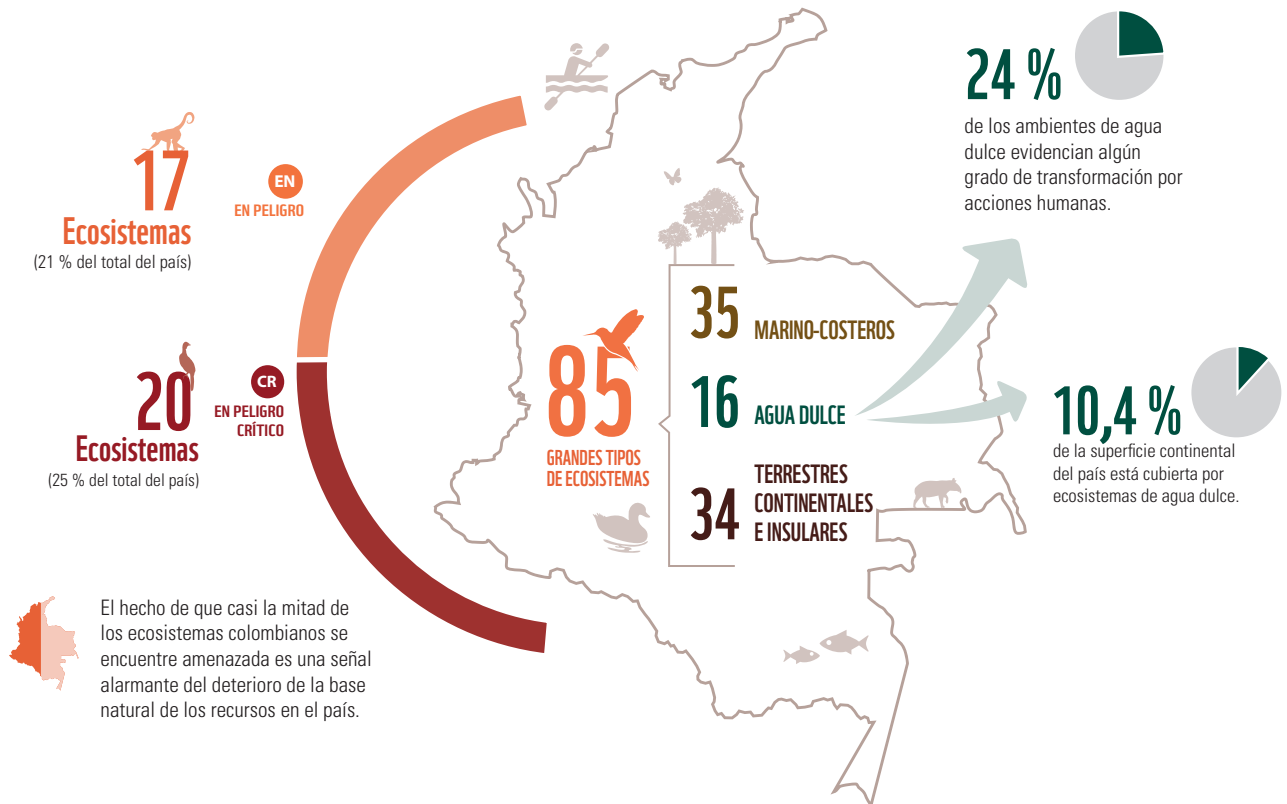 17
Ecosistemas
(21 % del total del país)
EN
EN PELIGRO
20
Ecosistemas
(25 % del total del país)
CR
EN PELIGRO
CRÍTICO
El hecho de que casi la mitad de
los ecosistemas colombianos se
encuentre amenazada es una señal
alarmante del deterioro de la base
natural de los recursos en el país.
85
GRANDES TIPOS
DE ECOSISTEMAS
35 MARINO-COSTEROS
16 AGUA DULCE
34 TERRESTRES
CONTINENTALES
E INSULARES
24 %
de los ambientes de agua
dulce evidencian algún
grado de transformación por
acciones humanas.
10,4 %
de la superficie continental
del país está cubierta por
ecosistemas de agua dulce.